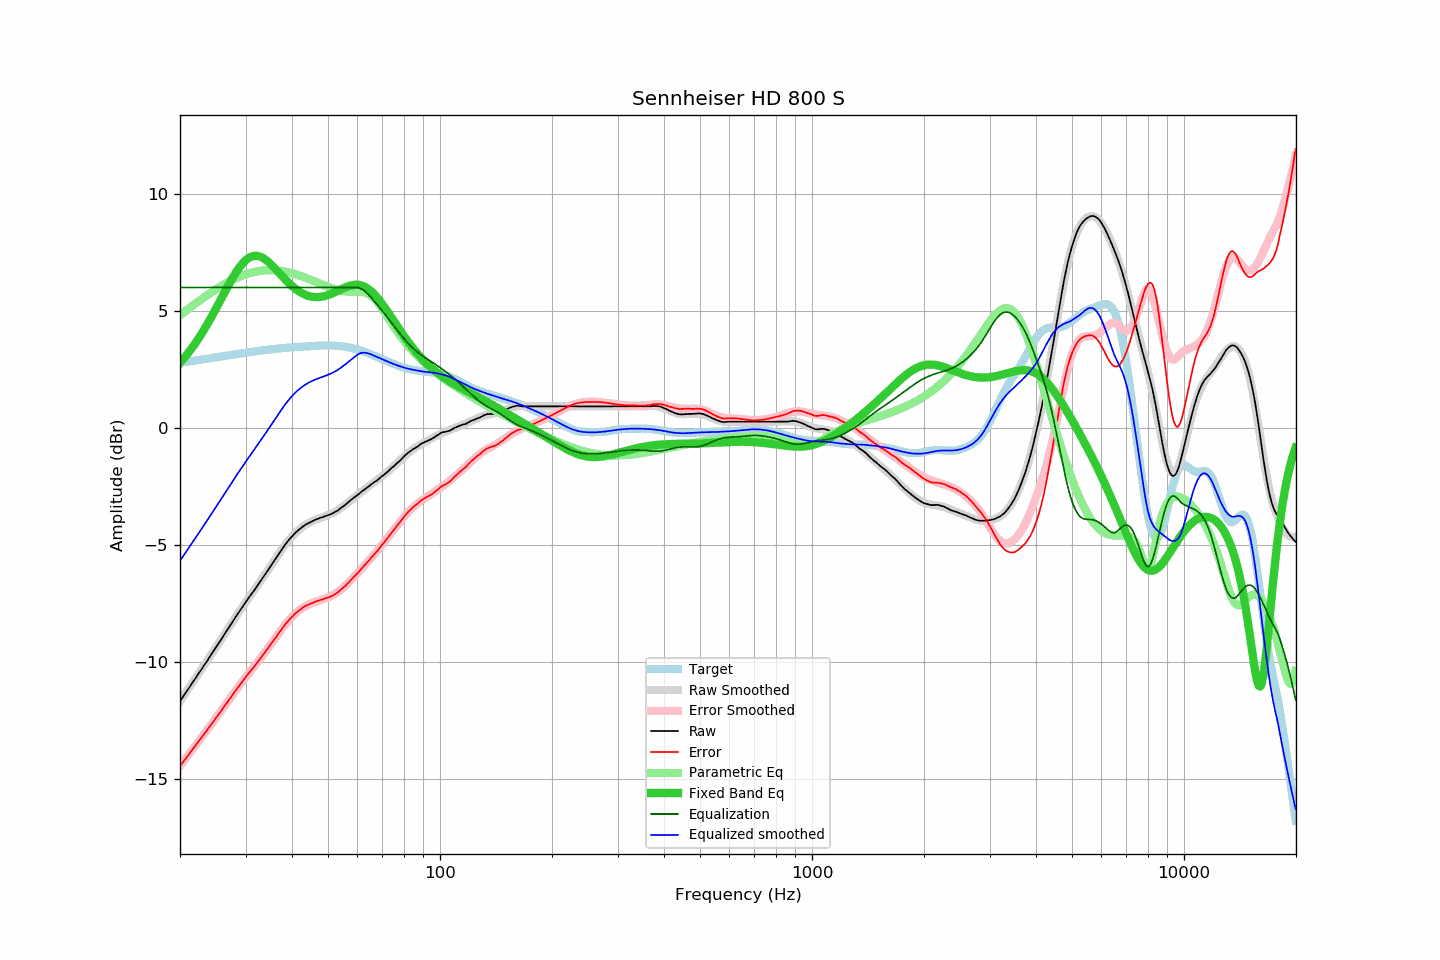 Sennheiser HD 800 S
10
5
0
−5
−10
−15
Amplitude (dBr)
100
1000
10000
Frequency (Hz)
Target
Raw Smoothed
Error Smoothed
Raw
Error
Parametric Eq
Fixed Band Eq
Equalization
Equalized smoothed